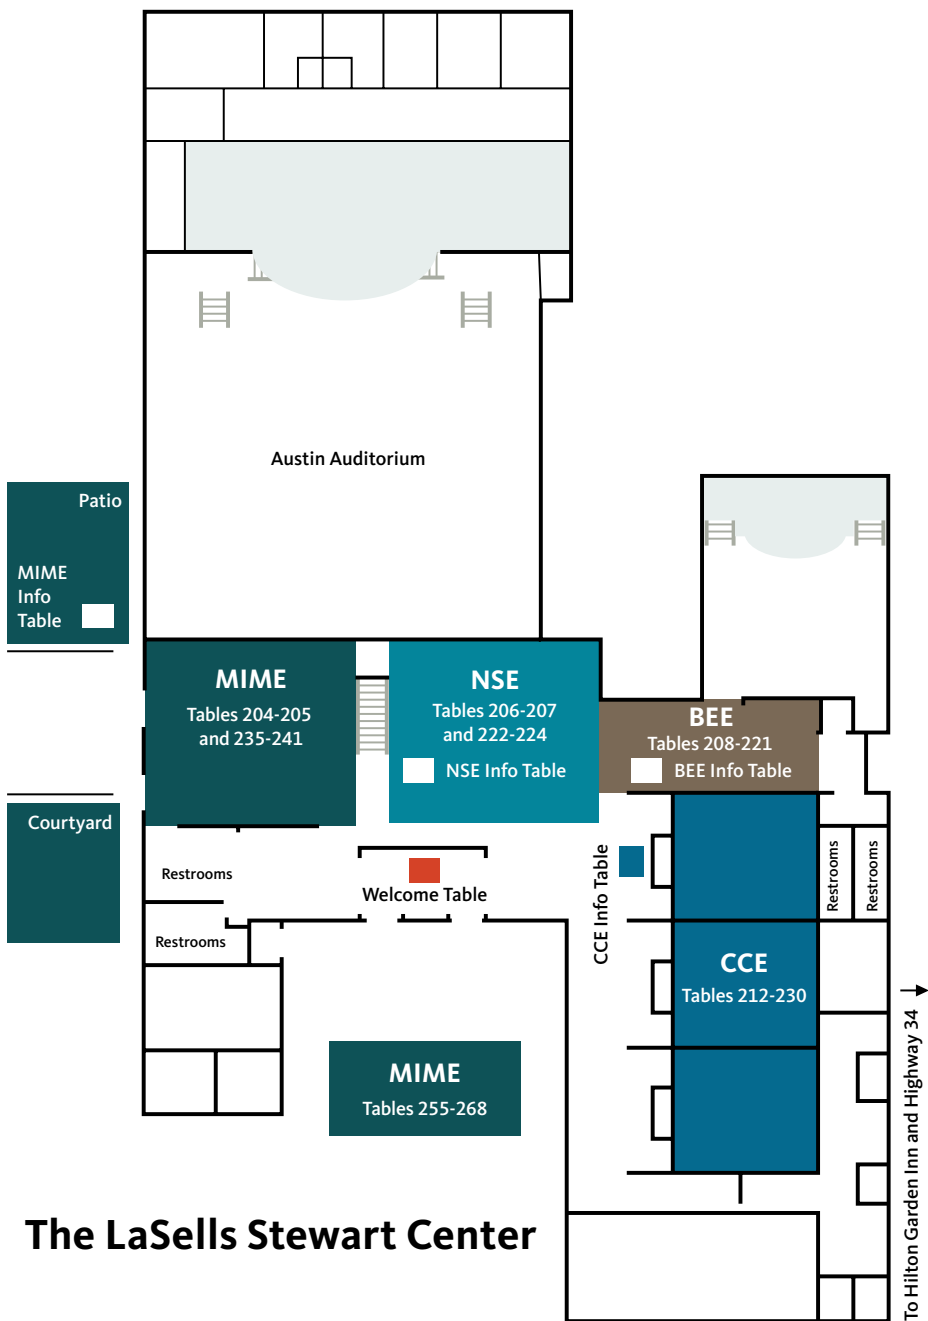 Austin Auditorium
Patio
MIME
Info
Table
MIME
Tables 204-205
and 235-241
NSE
Tables 206-207
and 222-224
NSE Info Table
BEE
Tables 208-221
BEE Info Table
Courtyard
Restrooms
Restrooms
Welcome Table
CCE Info Table
Restrooms
Restrooms
CCE
Tables 212-230
MIME
Tables 255-268
To Hilton Garden Inn and Highway 34
The LaSells Stewart Center